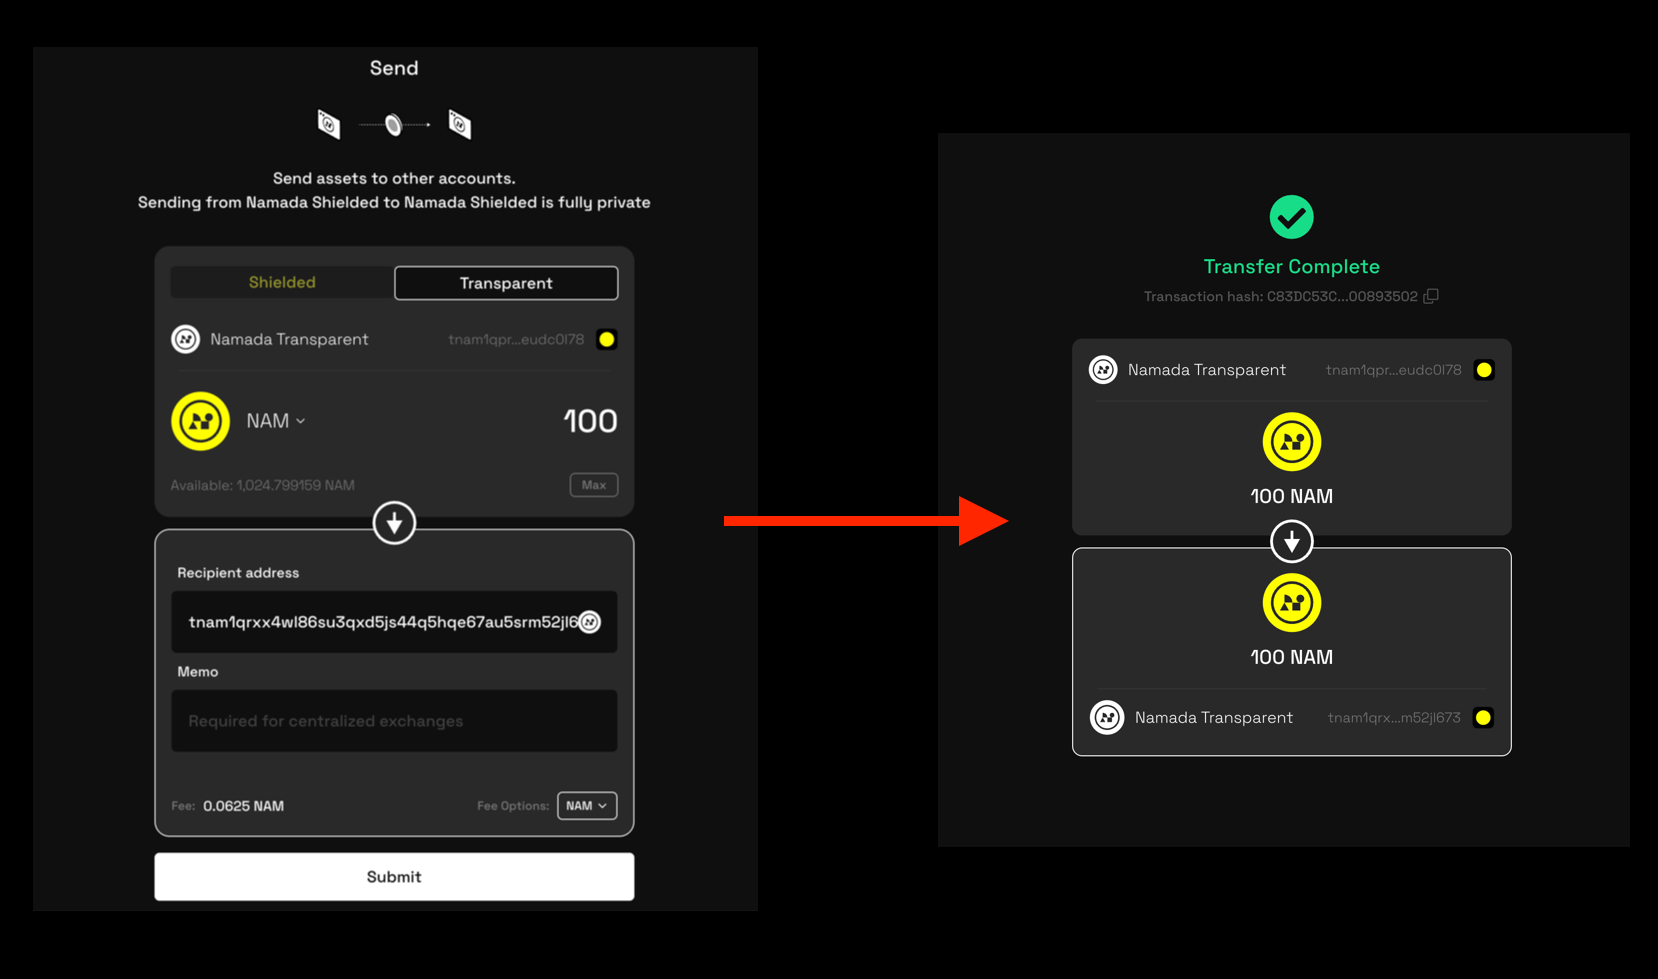 Send
Send assets to other accounts.
Sending from Namada Shielded to Namada Shielded is fully private
Shielded
Transparent
Namada Transparent
tnam1qpr...eudc0l78
NAM
100
Available: 1,024.799159 NAM
Max
Recipient address
tnam1qrxx4wl86su3qxd5js44q5hqe67au5srm52jl6
Memo
Required for centralized exchanges
Fee: 0.0625 NAM
Fee Options: NAM
Submit
Transfer Complete
Transaction hash: C83DC53C...00893502
Namada Transparent
tnam1qpr...eudc0l78
100 NAM
100 NAM
Namada Transparent
tnam1qrx...m52jl673